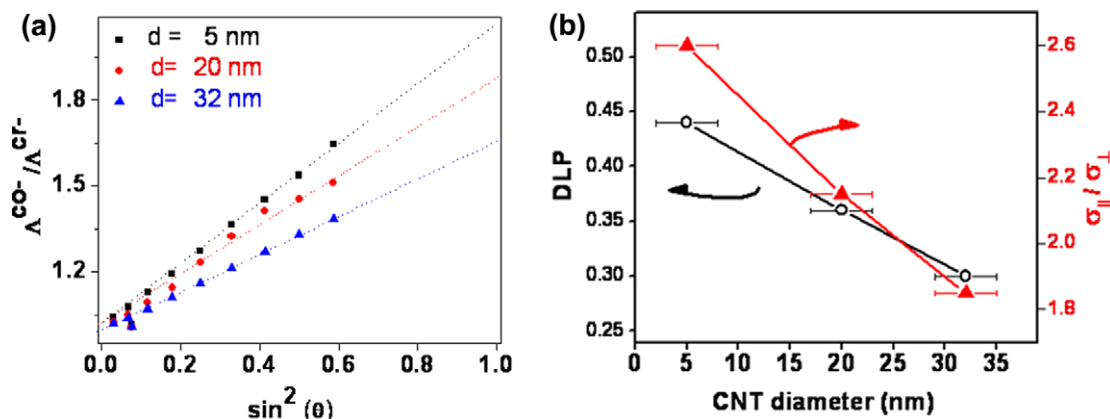 (a)
d = 5 nm
d= 20 nm
d= 32 nm
Λco-/Λcr-
1.8
1.5
1.2
0.0 0.2 0.4 0.6 0.8 1.0
sin2 (θ)
(b)
DLP
0.50
0.45
0.40
0.35
0.30
0.25
2.6
2.4
2.2
2.0
1.8
σ|| / σ⊥
0 5 10 15 20 25 30 35
CNT diameter (nm)